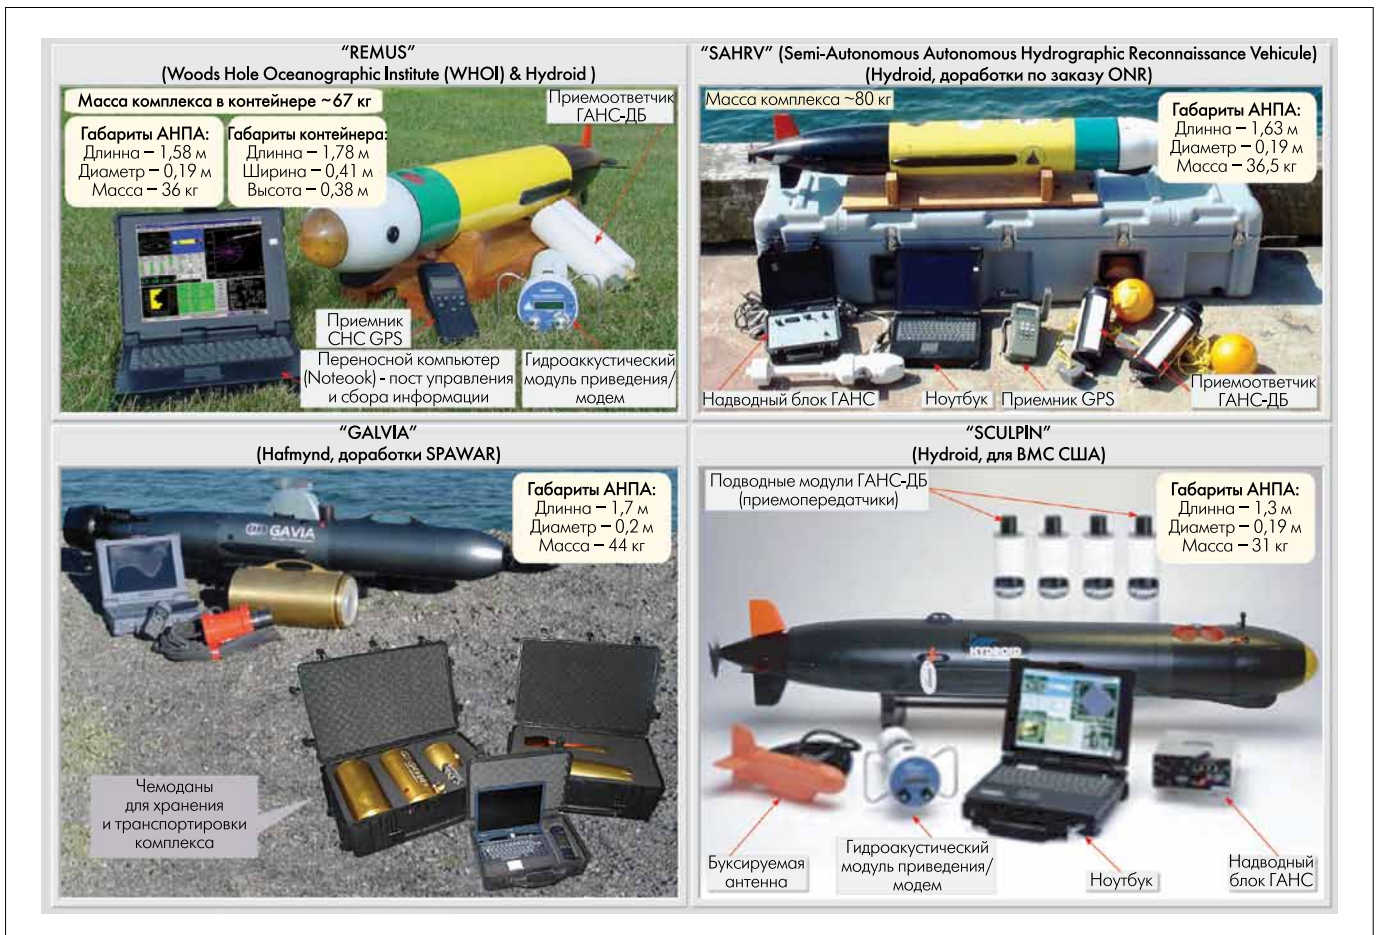 “REMUS”
(Woods Hole Oceanographic Institute (WHOI) & Hydroid )
Масса комплекса в контейнере ~67 кг
Габариты АНПА:
Длинна – 1,58 м
Диаметр – 0,19 м
Масса – 36 кг
Габариты контейнера:
Длинна – 1,78 м
Ширина – 0,41 м
Высота – 0,38 м
Приемоответчик
ГАНС-ДБ
Приемник
СНС GPS
Переносной компьютер
(Noteook) - пост управления
и сбора информации
Гидроаккустический
модуль приведения/
модем
“SAHRV” (Semi-Autonomous Autonomous Hydrographic Reconnaissance Vehicule)
(Hydroid, доработки по заказу ONR)
Масса комплекса ~80 кг
Габариты АНПА:
Длинна – 1,63 м
Диаметр – 0,19 м
Масса – 36,5 кг
Надводный блок ГАНС
Ноутбук
Приемник GPS
Приемоответчик
ГАНС-ДБ
“GALVIA”
(Hafmynd, доработки SPAWAR)
Габариты АНПА:
Длинна – 1,7 м
Диаметр – 0,2 м
Масса – 44 кг
GAVIA
Чемоданы
для хранения
и транспортировки
комплекса
“SCULPIN”
(Hydroid, для ВМС США)
Подводные модули ГАНС-ДБ
(приемопередатчики)
Габариты АНПА:
Длинна – 1,3 м
Диаметр – 0,19 м
Масса – 31 кг
HYDROID
Буксируемая
антенна
Гидроакустический
модуль приведения/
модем
Ноутбук
Надводный
блок ГАНС